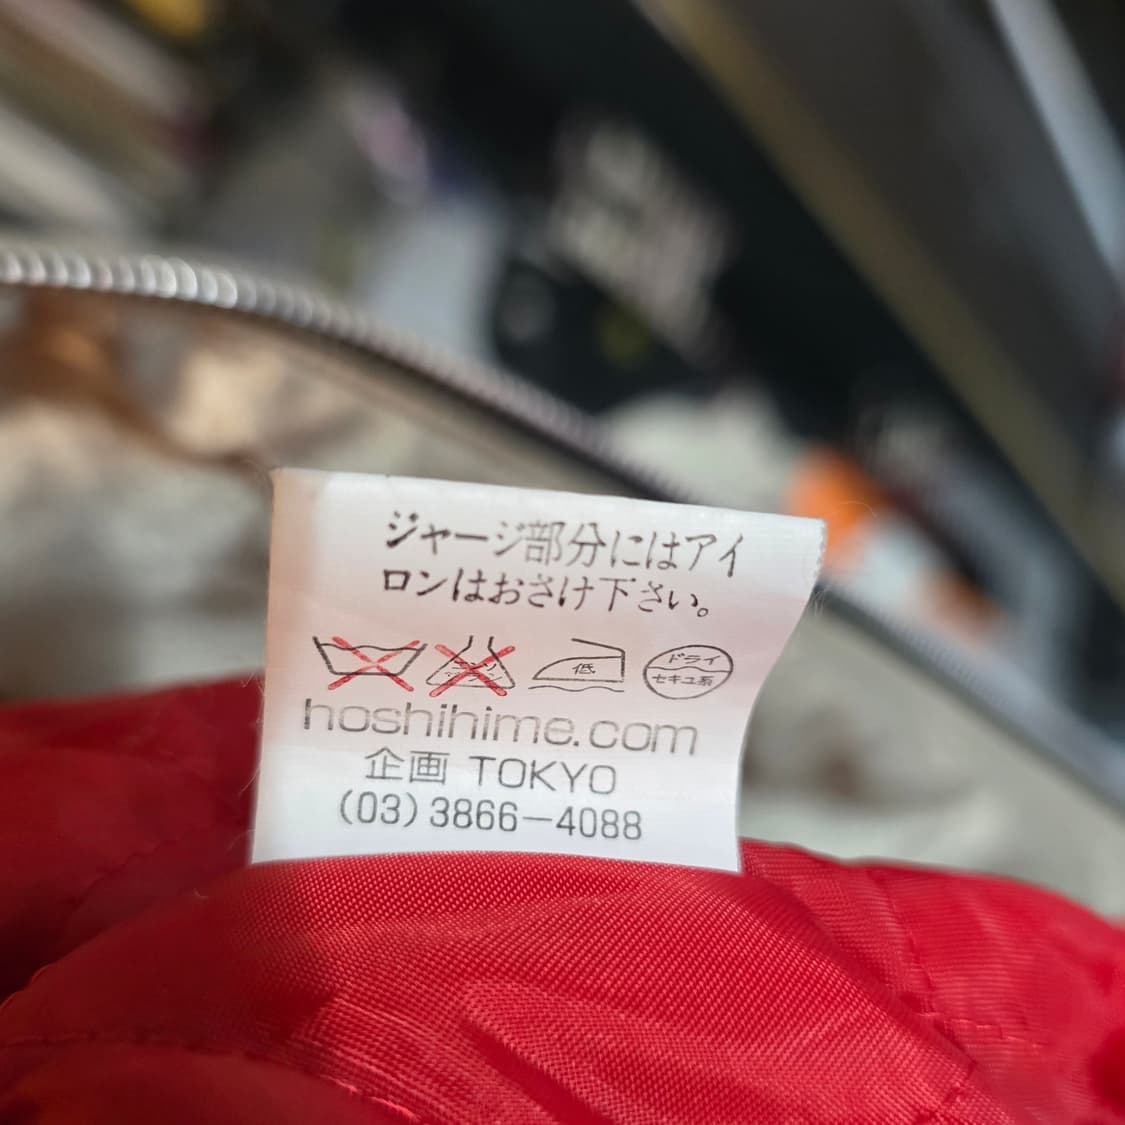 ジャージ部分にはアイ
ロンはおさけ下さい。
低
ドライ
セキユ系
hoshihime.com
企画 TOKYO
(03)3866-4088